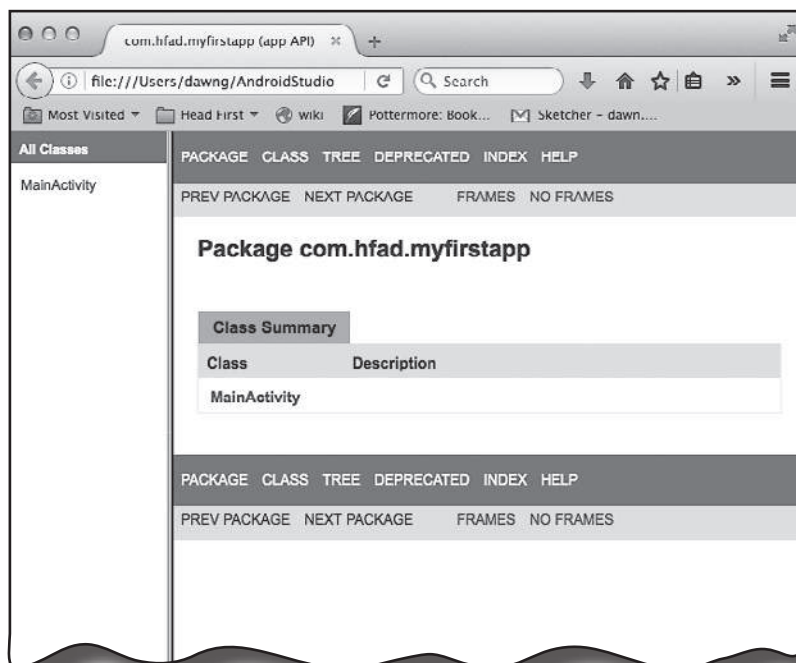 com.hfad.myfirstapp (app API)
file:///Users/dawng/AndroidStudio
Search
Most Visited
Head First
wiki
Pottermore: Book...
Sketcher – dawn....
All Classes
MainActivity
PACKAGE CLASS TREE DEPRECATED INDEX HELP
PREV PACKAGE NEXT PACKAGE FRAMES NO FRAMES
Package com.hfad.myfirstapp
Class Summary
Class Description
MainActivity
PACKAGE CLASS TREE DEPRECATED INDEX HELP
PREV PACKAGE NEXT PACKAGE FRAMES NO FRAMES